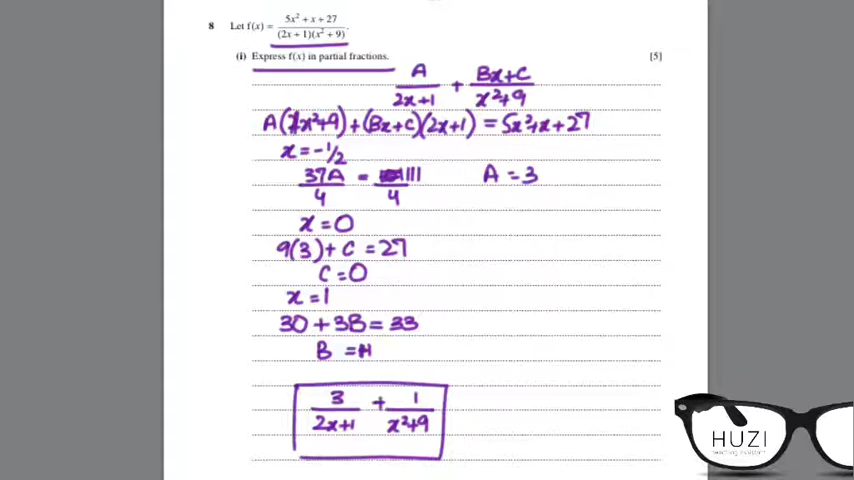 8 Let f(x) = 5x² + x + 27 / (2x + 1)(x² + 9).
(i) Express f(x) in partial fractions. [5]
A/2x+1 + Bx+C/x²+9
A(x²+9)+(Bx+C)(2x+1) = 5x²+x+27
x = -1/2
37A/4 = 111/4 A = 3
x = 0
9(3)+ C = 27
C = 0
x = 1
30 + 3B = 33
B = +1
3/2x+1 + 1/x²+9
HUZI
teaching assistant